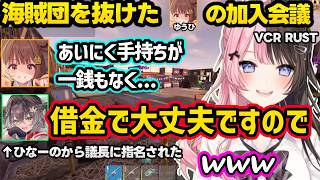 海賊団を抜けた
ゆうひ
の加入会議
VCR RUST
あいにく手持ちが
一銭もなく...
借金で大丈夫ですので
↑ひなーのから議長に指名された
www